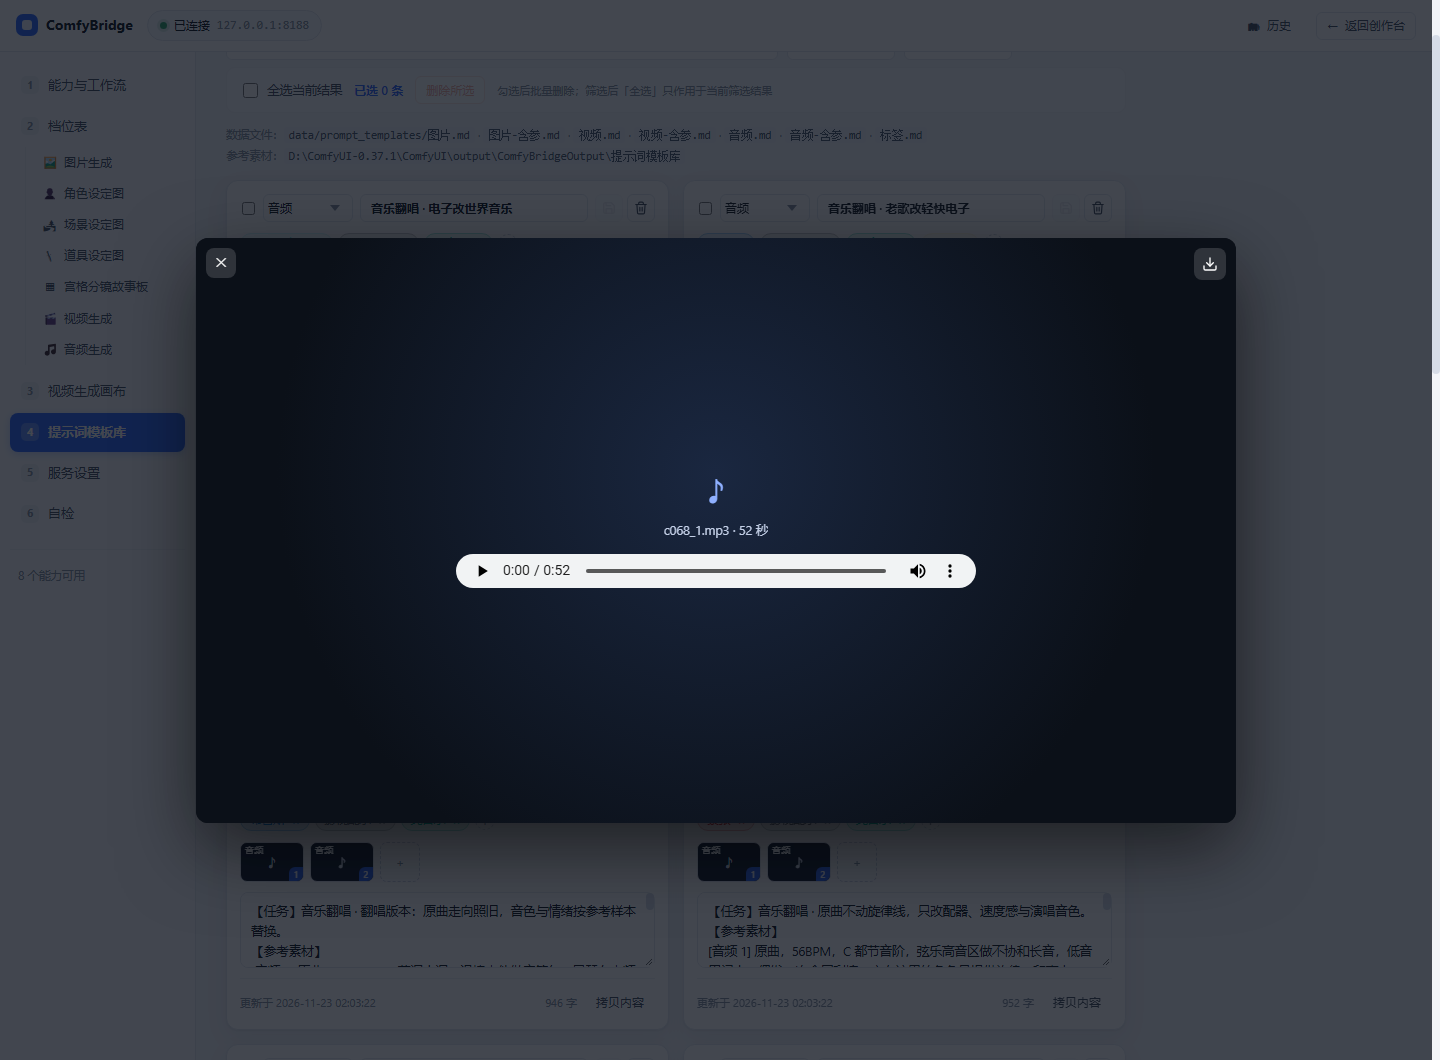 ComfyBridge
已连接 127.0.0.1:8188
历史
← 返回创作台
1 能力与工作流
2 档位表
图片生成
角色设定图
场景设定图
道具设定图
宫格分镜故事板
视频生成
音频生成
3 视频生成画布
4 提示词模板库
5 服务设置
6 自检
8 个能力可用
全选当前结果 已选 0 条 删除所选 勾选后批量删除；筛选后「全选」只作用于当前筛选结果
数据文件： data/prompt_templates/图片.md · 图片-含参.md · 视频.md · 视频-含参.md · 音频.md · 音频-含参.md · 标签.md
参考素材： D:\ComfyUI-0.37.1\ComfyUI\output\ComfyBridgeOutput\提示词模板库
音频 音乐翻唱 · 电子改世界音乐
音频 音乐翻唱 · 老歌改轻快电子
c068_1.mp3 · 52 秒
0:00 / 0:52
音频 1 音频 2 +
【任务】音乐翻唱 · 翻唱版本：原曲走向照旧，音色与情绪按参考样本
替换。
【参考素材】
更新于 2026-11-23 02:03:22 946 字 拷贝内容
音频 1 音频 2 +
【任务】音乐翻唱 · 原曲不动旋律线，只改配器、速度感与演唱音色。
【参考素材】
[音频 1] 原曲，56BPM，C 都节音阶，弦乐高音区做不协和长音，低音
更新于 2026-11-23 02:03:22 952 字 拷贝内容